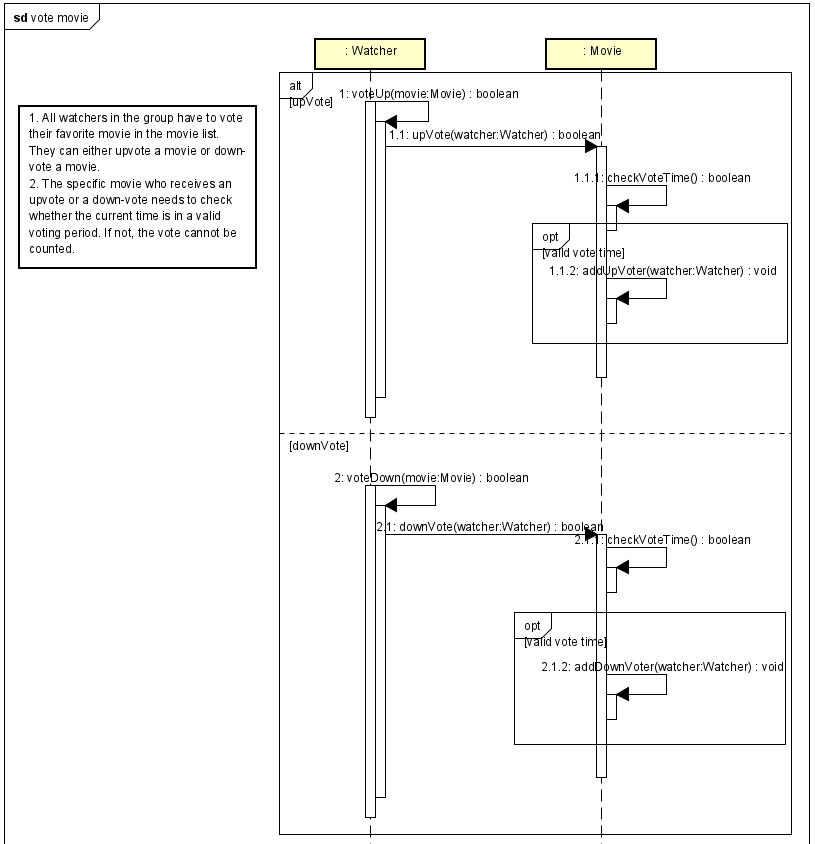 sd vote movie
: Watcher
: Movie
alt
[upVote]
1: voteUp(movie:Movie) : boolean
1. All watchers in the group have to vote
their favorite movie in the movie list.
They can either upvote a movie or down-
vote a movie.
2. The specific movie who receives an
upvote or a down-vote needs to check
whether the current time is in a valid
voting period. If not, the vote cannot be
counted.
1.1: upVote(watcher:Watcher) : boolean
1.1.1: checkVoteTime() : boolean
opt
[valid vote time]
1.1.2: addUpVoter(watcher:Watcher) : void
[downVote]
2: voteDown(movie:Movie) : boolean
2.1: downVote(watcher:Watcher) : boolean
2.1.1: checkVoteTime() : boolean
opt
[valid vote time]
2.1.2: addDownVoter(watcher:Watcher) : void